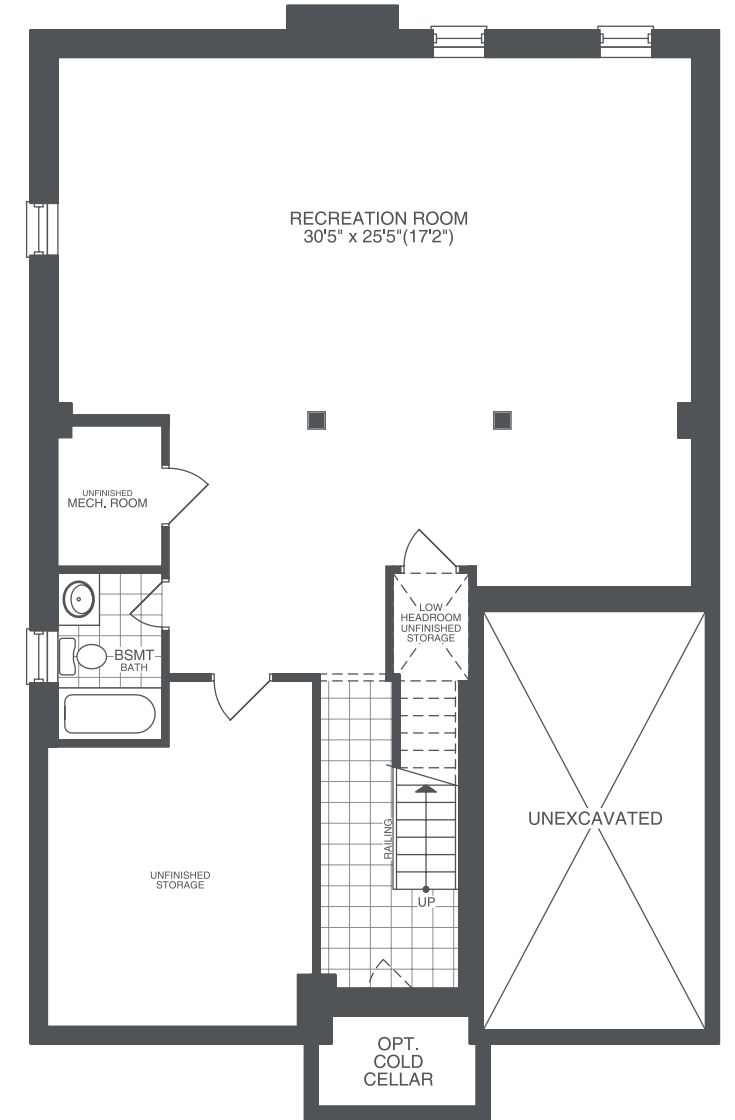 RECREATION ROOM
30'5" x 25'5"(17'2")
UNFINISHED
MECH. ROOM
LOW
HEADROOM
UNFINISHED
STORAGE
BSMT
BATH
UNEXCAVATED
RAILING
UNFINISHED
STORAGE
UP
OPT.
COLD
CELLAR